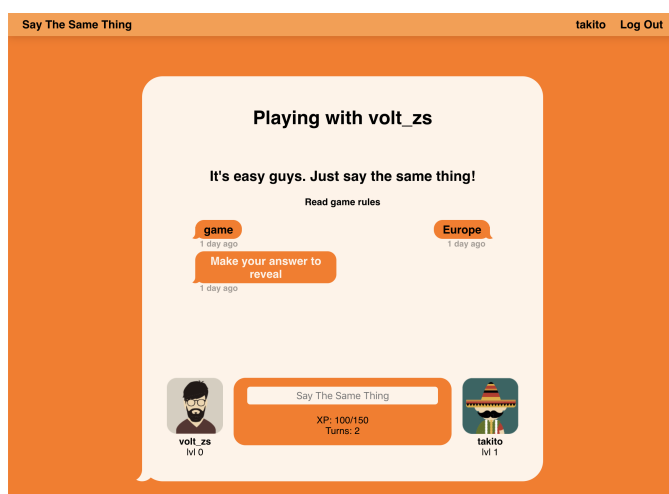 Say The Same Thing
takito Log Out
Playing with volt_zs
It's easy guys. Just say the same thing!
Read game rules
game
Europe
1 day ago
1 day ago
Make your answer to
reveal
1 day ago
Say The Same Thing
XP: 100/150
Turns: 2
volt_zs
lvl 0
takito
lvl 1